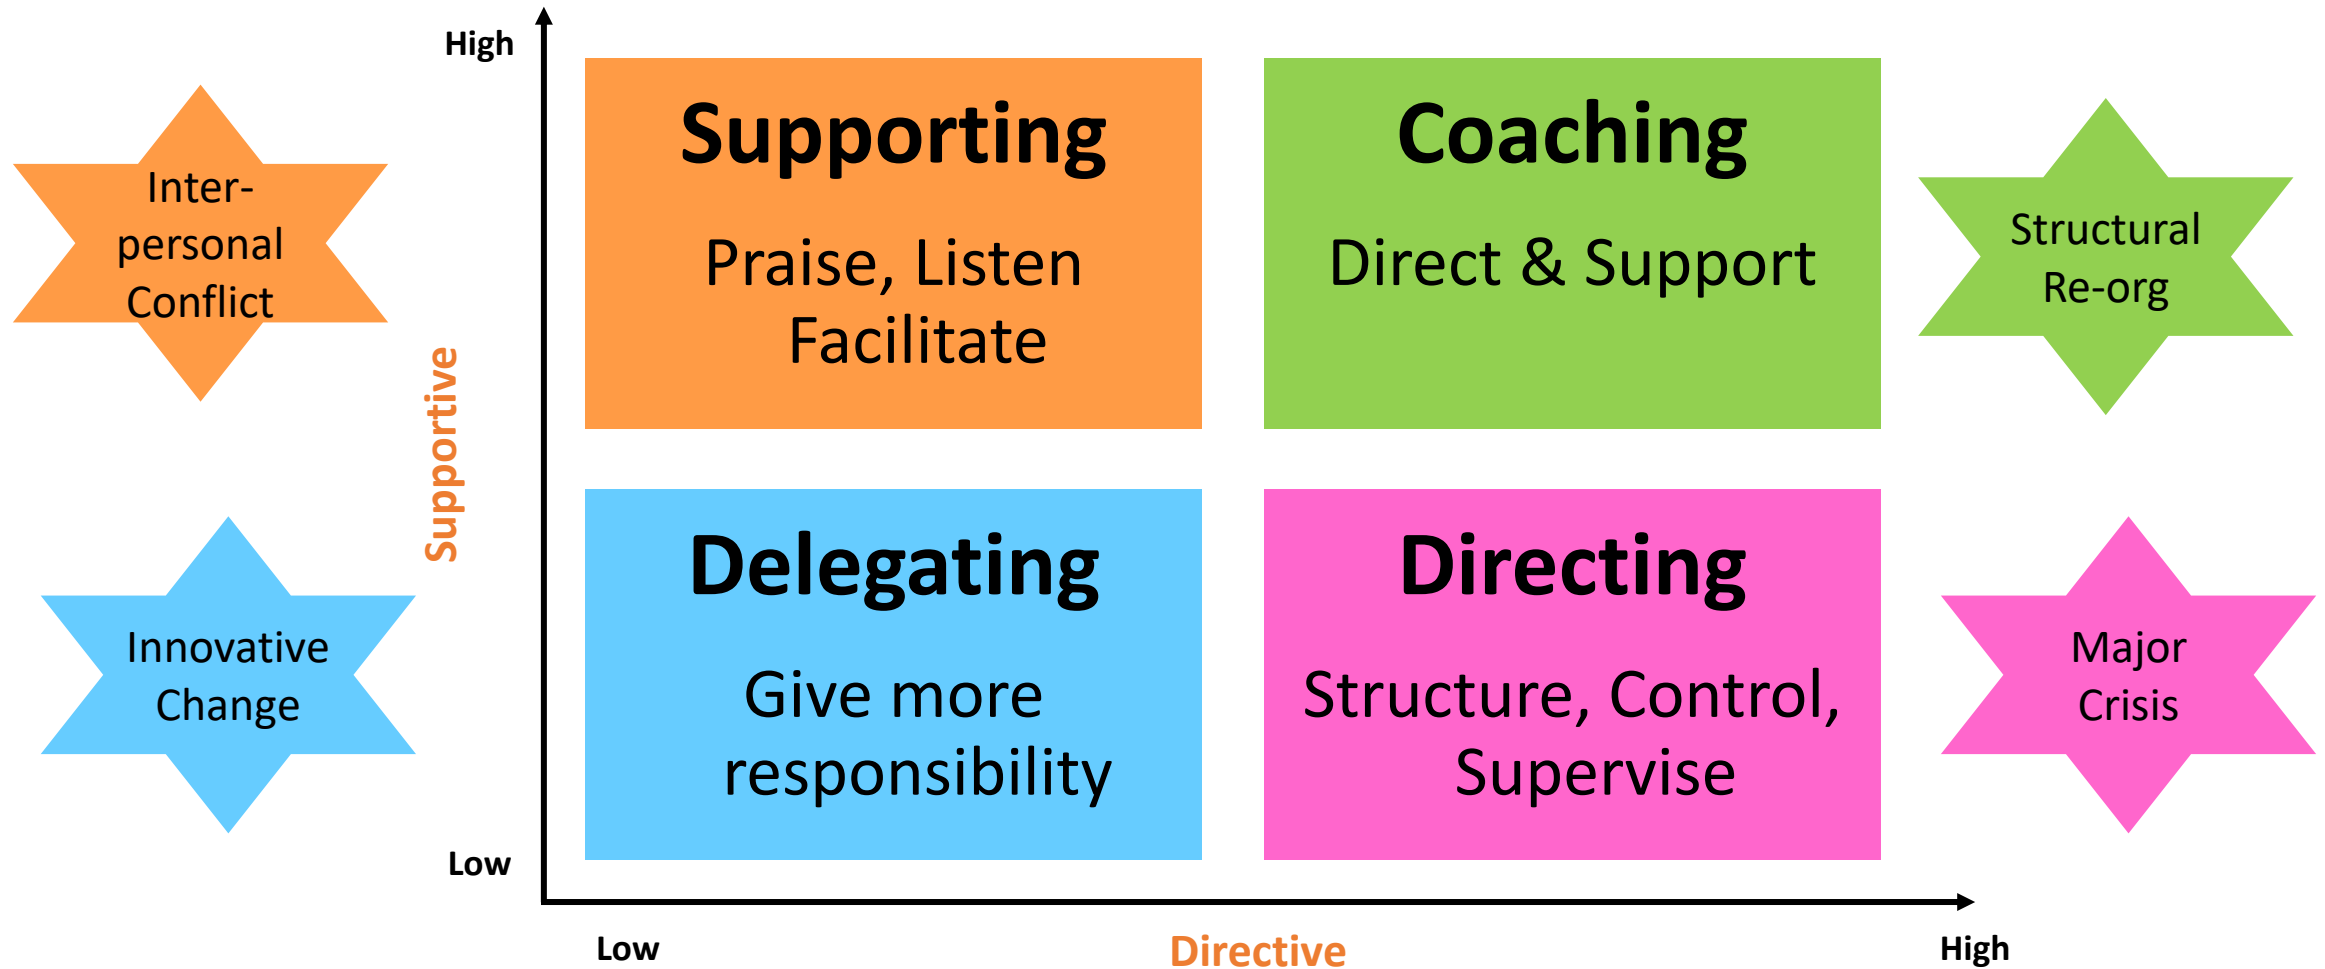 High
Supporting
Praise, Listen
Facilitate
Coaching
Direct & Support
Inter-
personal
Conflict
Structural
Re-org
Supportive
Delegating
Give more
responsibility
Directing
Structure, Control,
Supervise
Innovative
Change
Major
Crisis
Low
Low
Directive
High